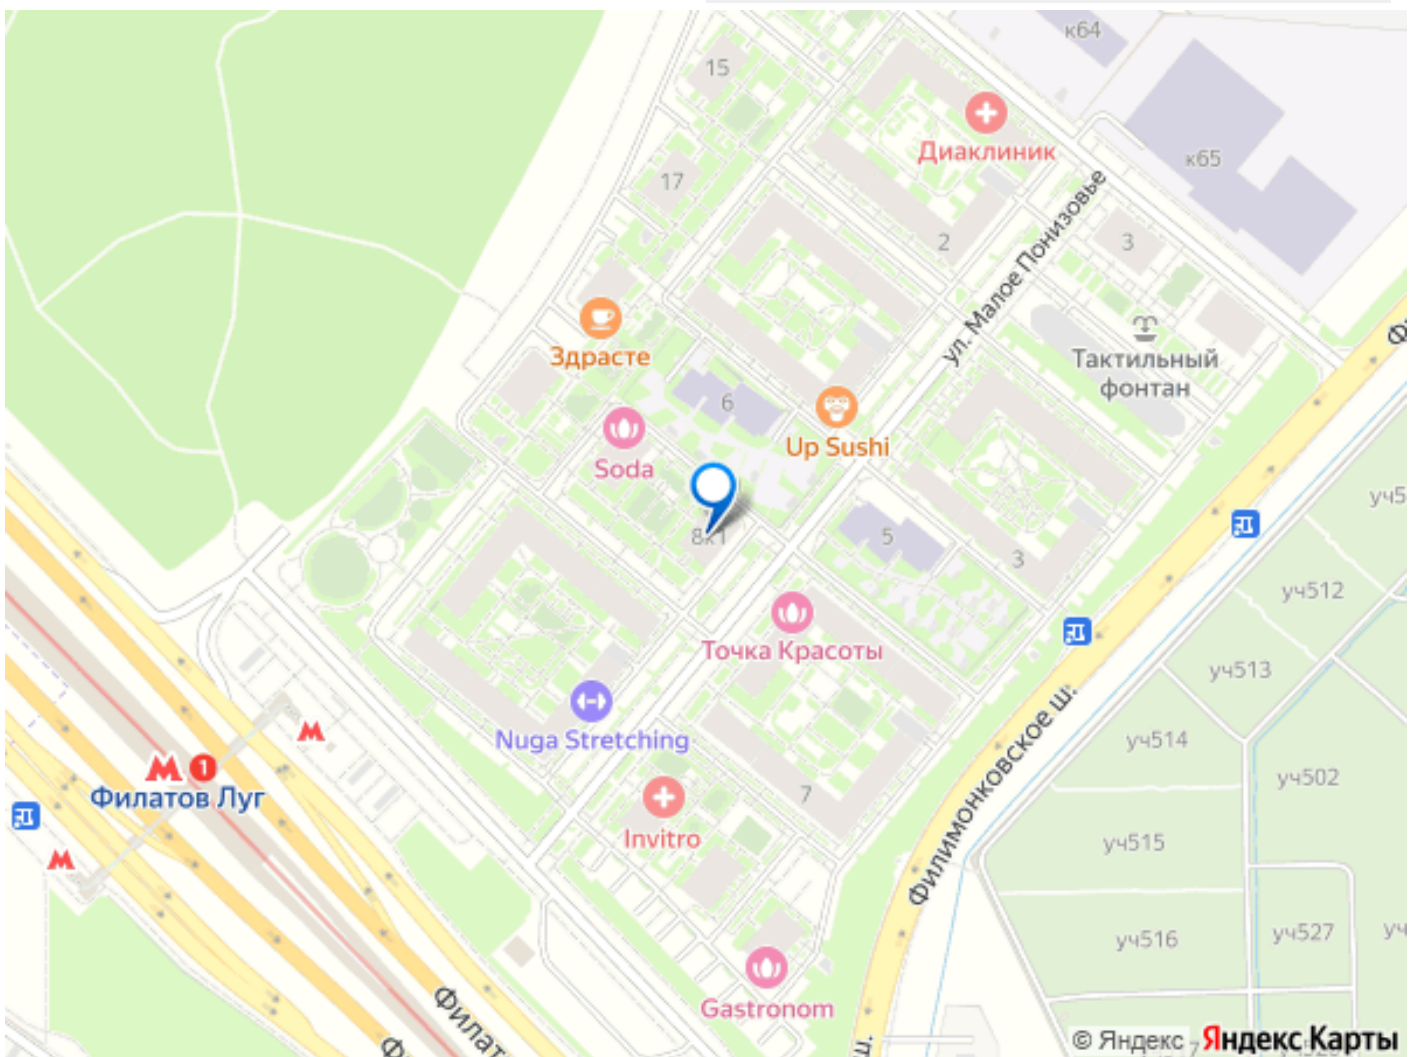 к64
15
Диаклиник
к65
17
ул. Малое Понизовье
2
3
Здрасте
Тактильный
фонтан
6
Up Sushi
Soda
8к1
5
3
уч512
Точка Красоты
уч513
Nuga Stretching
уч514
М 1
Филатов Луг
М
М
7
уч502
Invitro
Филимонковское ш.
уч515
уч516
уч527
Gastronom
ш.
© Яндекс Яндекс Карты